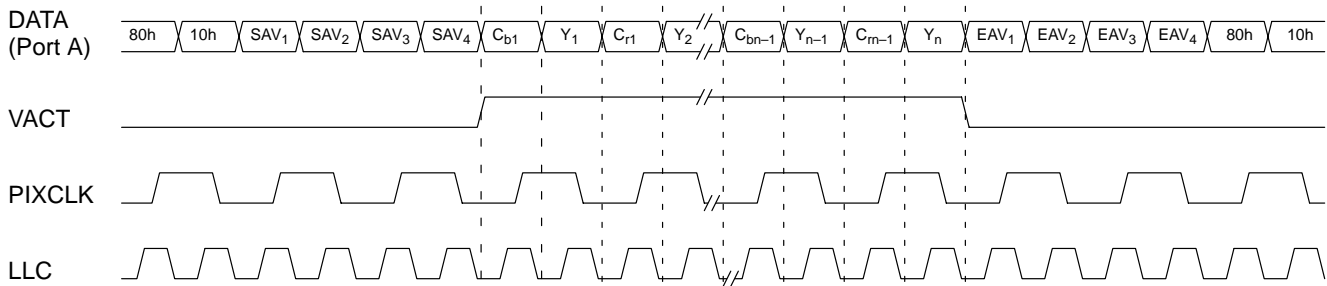 DATA
(Port A)
80h 10h SAV1 SAV2 SAV3 SAV4 Cb1 Y1 Cr1 Y2 Cbn–1 Yn–1 Crn–1 Yn EAV1 EAV2 EAV3 EAV4 80h 10h
VACT
PIXCLK
LLC